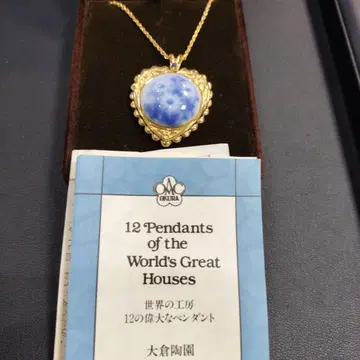 OKURA
12 Pendants
of the
World's Great
Houses
世界の工房
12の偉大なペンダント
大倉陶園